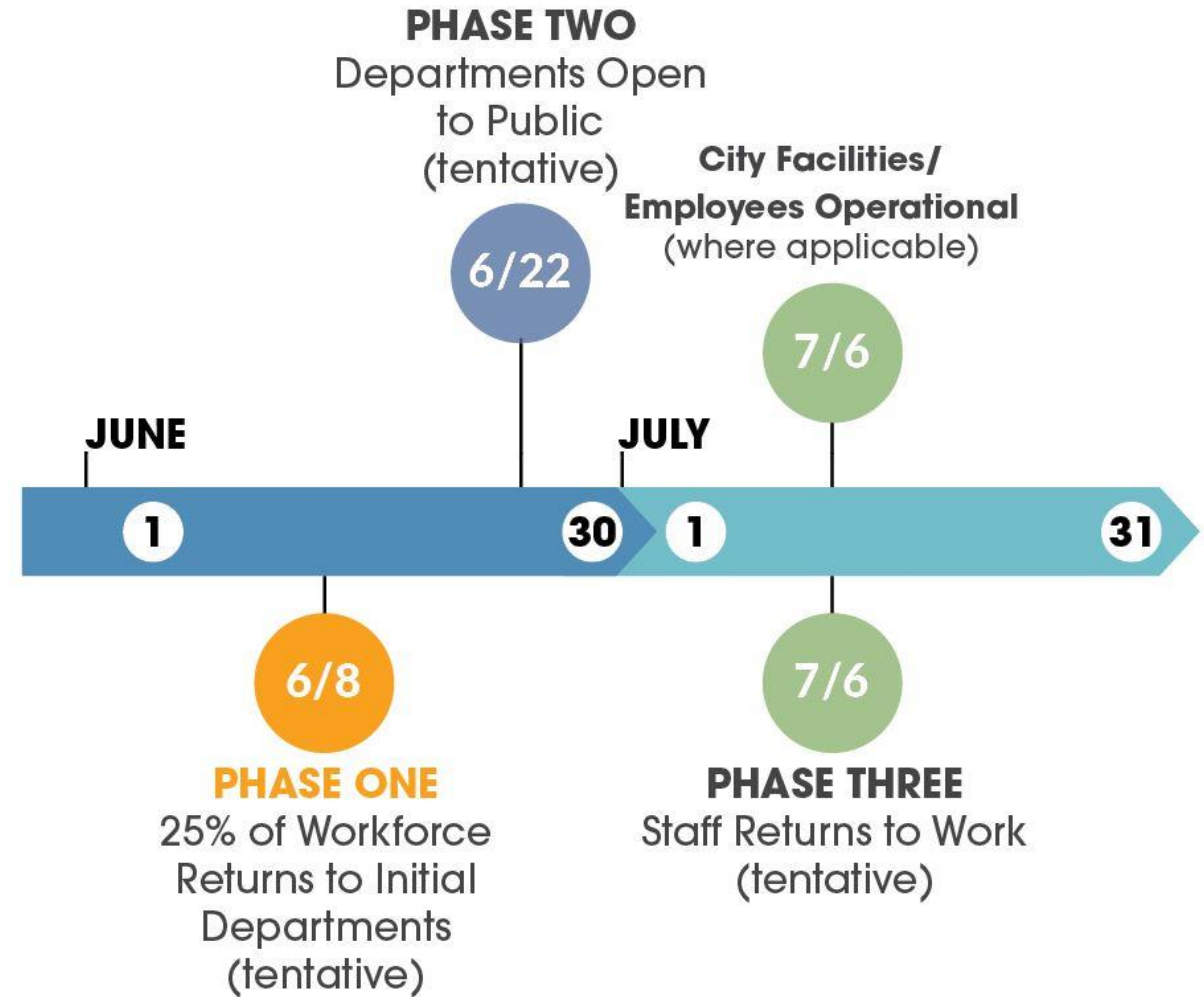 PHASE TWO
Departments Open
to Public
(tentative)
City Facilities/
Employees Operational
(where applicable)
6/22
7/6
JUNE
JULY
1
30
1
31
6/8
7/6
PHASE ONE
25% of Workforce
Returns to Initial
Departments
(tentative)
PHASE THREE
Staff Returns to Work
(tentative)